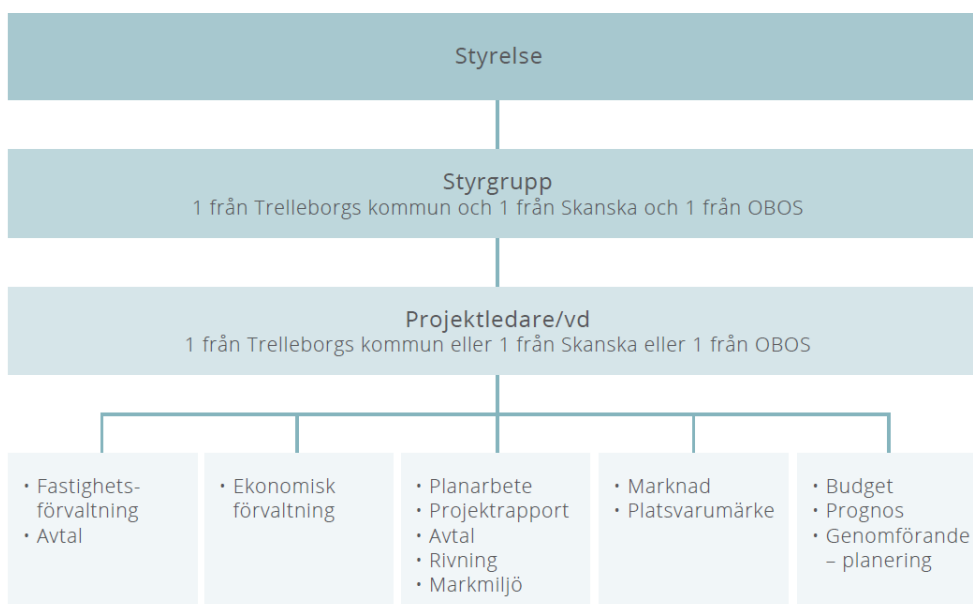 Styrelse
Styrgrupp
1 från Trelleborgs kommun och 1 från Skanska och 1 från OBOS
Projektledare/vd
1 från Trelleborgs kommun eller 1 från Skanska eller 1 från OBOS
• Fastighets-
förvaltning
• Avtal
• Ekonomisk
förvaltning
• Planarbete
• Projektrapport
• Avtal
• Rivning
• Markmiljö
• Marknad
• Platsvarumärke
• Budget
• Prognos
• Genomförande
– planering